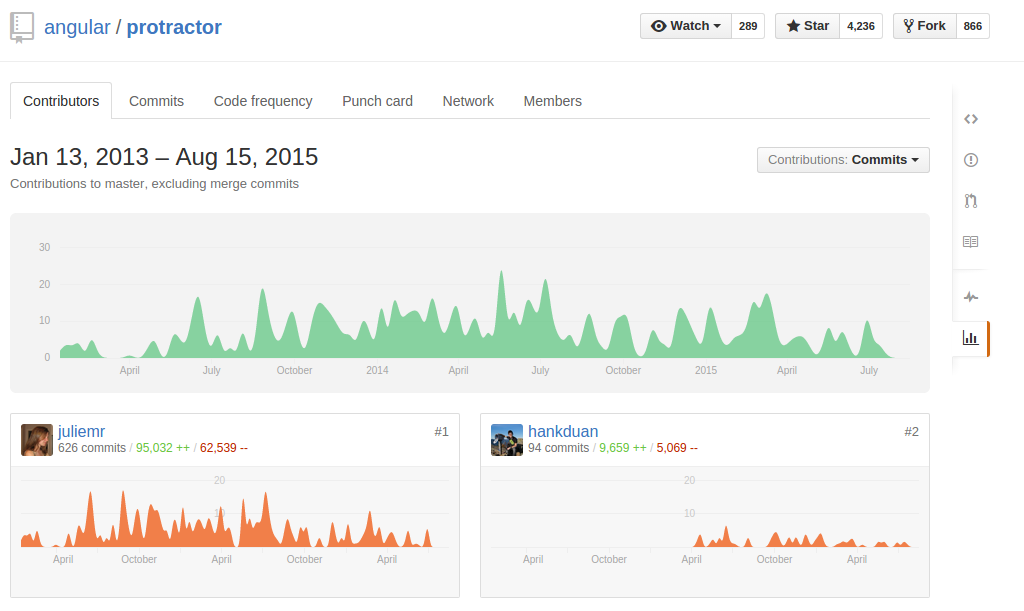 angular / protractor
Watch 289 Star 4,236 Fork 866
Contributors Commits Code frequency Punch card Network Members
Jan 13, 2013 – Aug 15, 2015
Contributions to master, excluding merge commits
Contributions: Commits
30
20
10
0
April July October 2014 April July October 2015 April July
juliemr #1
626 commits / 95,032 ++ / 62,539 --
20
10
April October April October April
hankduan #2
94 commits / 9,659 ++ / 5,069 --
20
10
April October April October April